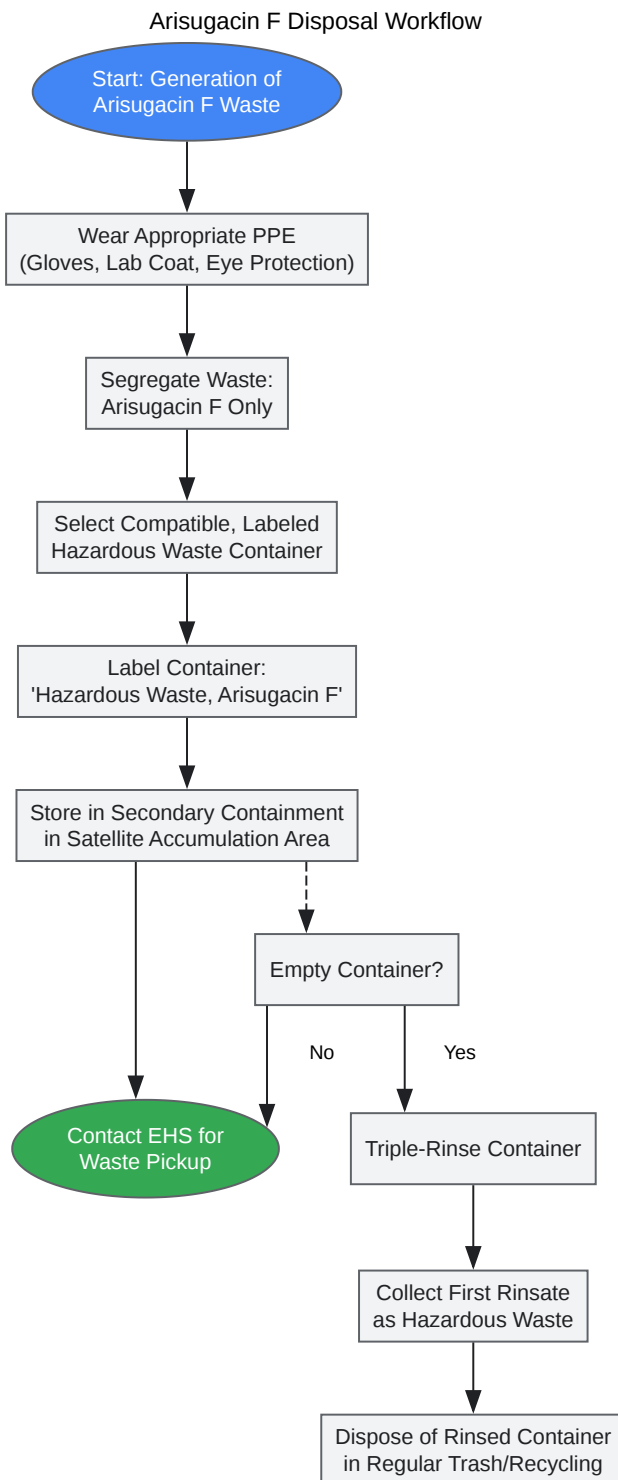 Arisugacin F Disposal Workflow
Start: Generation of
Arisugacin F Waste
Wear Appropriate PPE
(Gloves, Lab Coat, Eye Protection)
Segregate Waste:
Arisugacin F Only
Select Compatible, Labeled
Hazardous Waste Container
Label Container:
'Hazardous Waste, Arisugacin F'
Store in Secondary Containment
in Satellite Accumulation Area
Empty Container?
No
Yes
Contact EHS for
Waste Pickup
Triple-Rinse Container
Collect First Rinsate
as Hazardous Waste
Dispose of Rinsed Container
in Regular Trash/Recycling